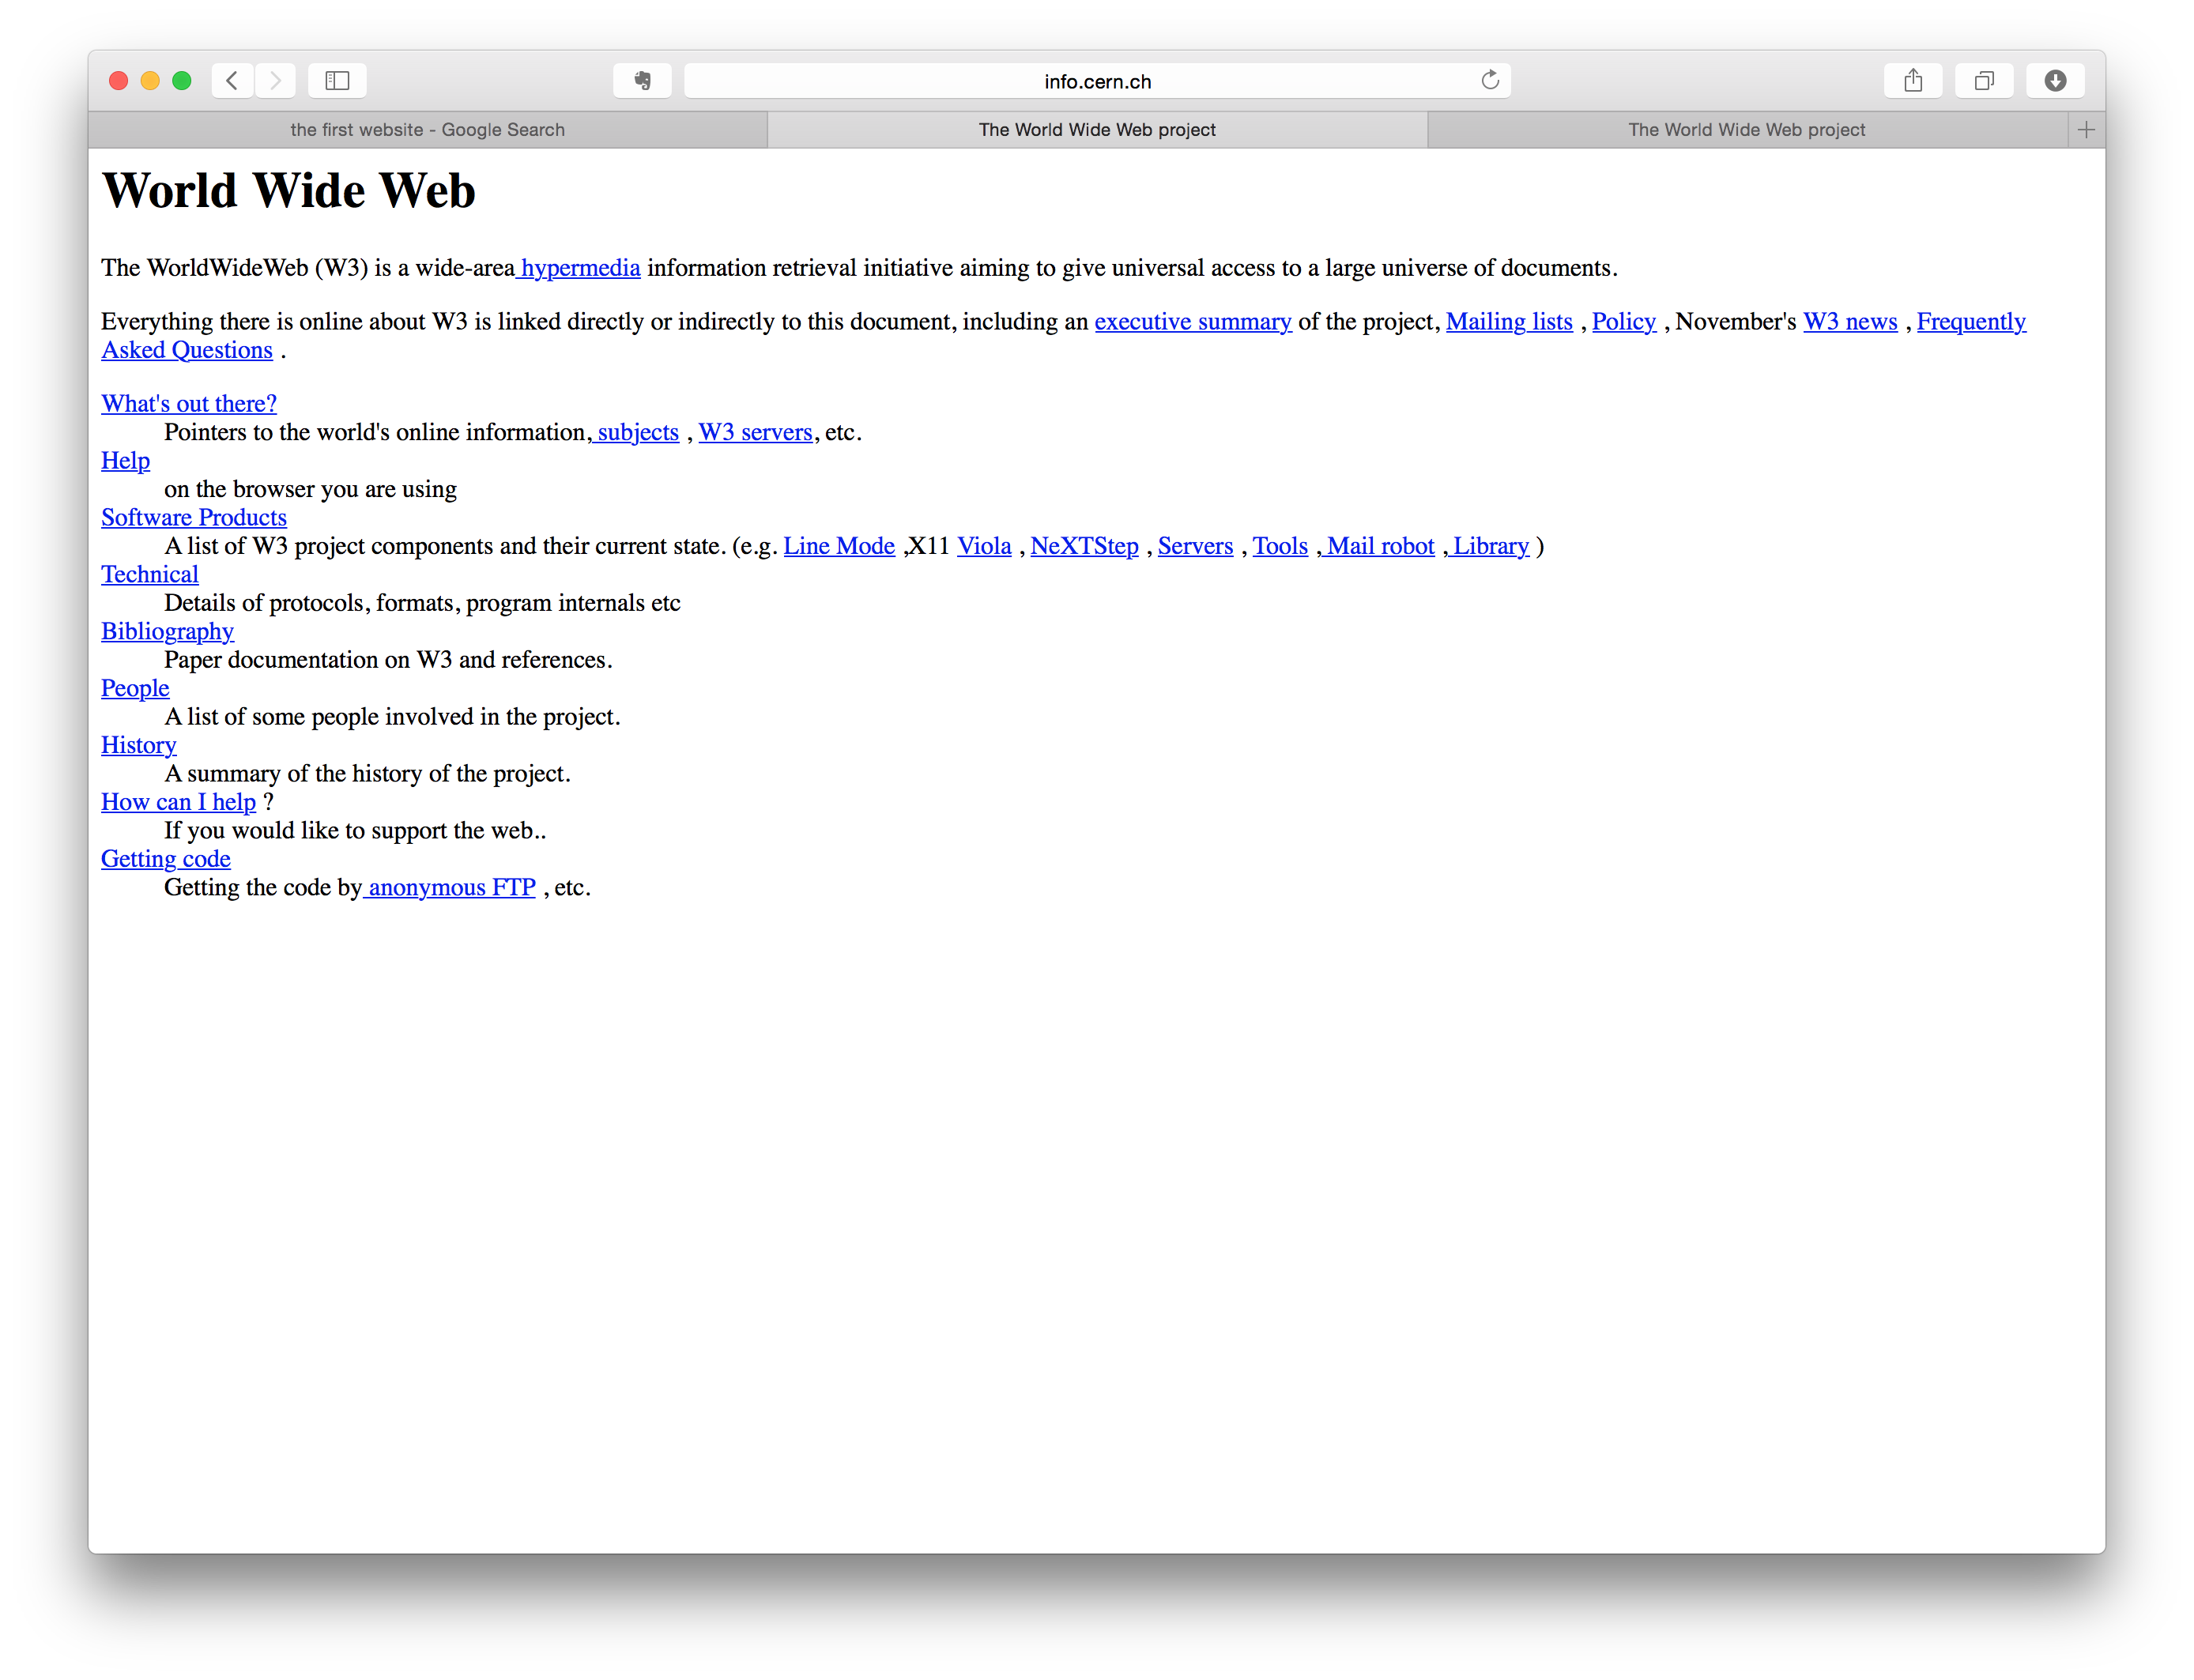 info.cern.ch
the first website - Google Search
The World Wide Web project
The World Wide Web project
World Wide Web
The WorldWideWeb (W3) is a wide-area hypermedia information retrieval initiative aiming to give universal access to a large universe of documents.
Everything there is online about W3 is linked directly or indirectly to this document, including an executive summary of the project, Mailing lists , Policy , November's W3 news , Frequently
Asked Questions .
What's out there?
Pointers to the world's online information, subjects , W3 servers, etc.
Help
on the browser you are using
Software Products
A list of W3 project components and their current state. (e.g. Line Mode ,X11 Viola , NeXTStep , Servers , Tools , Mail robot , Library )
Technical
Details of protocols, formats, program internals etc
Bibliography
Paper documentation on W3 and references.
People
A list of some people involved in the project.
History
A summary of the history of the project.
How can I help ?
If you would like to support the web..
Getting code
Getting the code by anonymous FTP , etc.